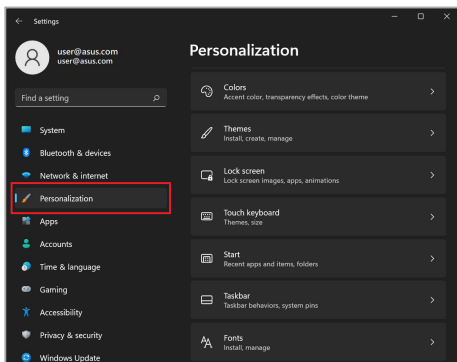 Settings
user@asus.com
user@asus.com
Find a setting
System
Bluetooth & devices
Network & internet
Personalization
Apps
Accounts
Time & language
Gaming
Accessibility
Privacy & security
Windows Update
Personalization
Colors
Accent color, transparency effects, color theme
Themes
Install, create, manage
Lock screen
Lock screen images, apps, animations
Touch keyboard
Themes, size
Start
Recent apps and items, folders
Taskbar
Taskbar behaviors, system pins
Fonts
Install, manage